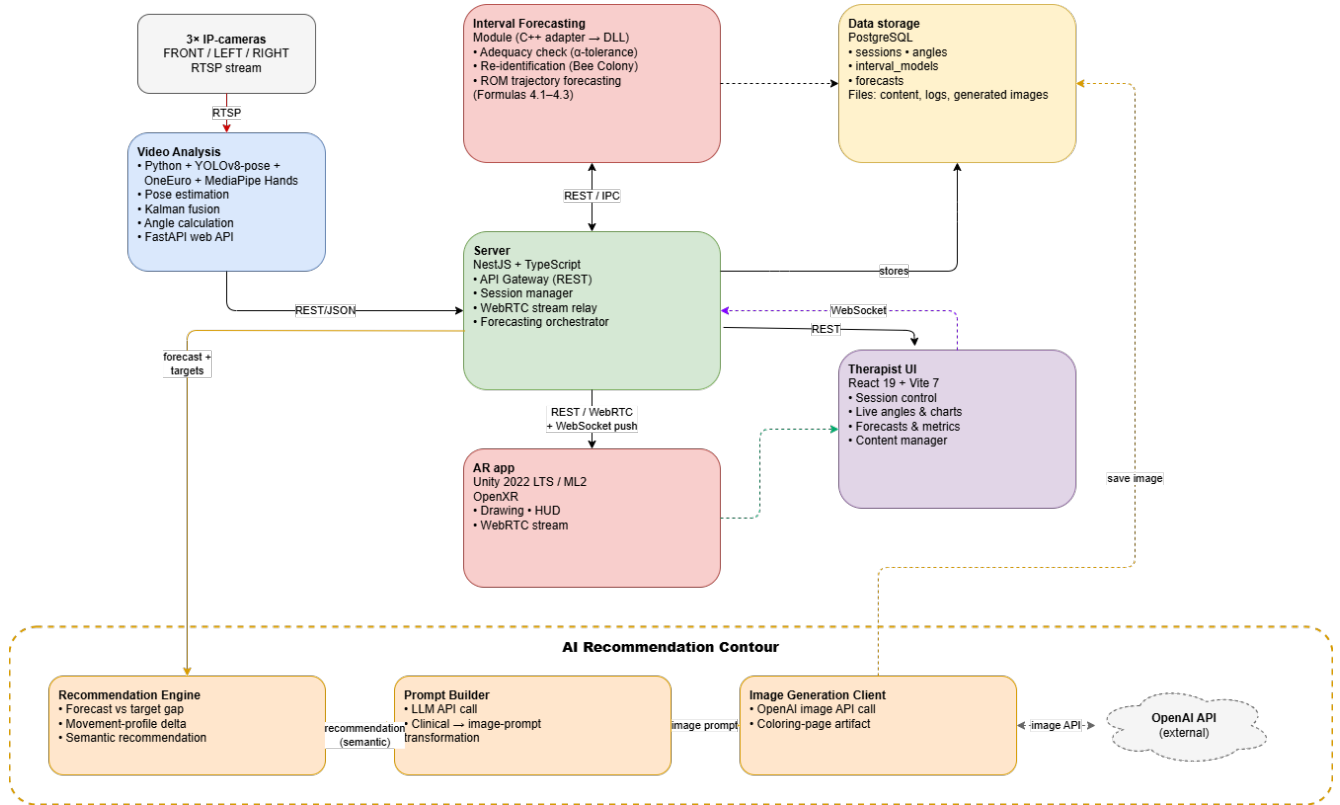 3× IP-cameras
FRONT / LEFT / RIGHT
RTSP stream
RTSP
Video Analysis
• Python + YOLOv8-pose +
OneEuro + MediaPipe Hands
• Pose estimation
• Kalman fusion
• Angle calculation
• FastAPI web API
Interval Forecasting
Module (C++ adapter → DLL)
• Adequacy check (α-tolerance)
• Re-identification (Bee Colony)
• ROM trajectory forecasting
(Formulas 4.1–4.3)
Data storage
PostgreSQL
• sessions • angles
• interval_models
• forecasts
Files: content, logs, generated images
REST / IPC
Server
NestJS + TypeScript
• API Gateway (REST)
• Session manager
• WebRTC stream relay
• Forecasting orchestrator
stores
REST/JSON
WebSocket
REST
forecast +
targets
Therapist UI
React 19 + Vite 7
• Session control
• Live angles & charts
• Forecasts & metrics
• Content manager
REST / WebRTC
+ WebSocket push
AR app
Unity 2022 LTS / ML2
OpenXR
• Drawing • HUD
• WebRTC stream
save image
AI Recommendation Contour
Recommendation Engine
• Forecast vs target gap
• Movement-profile delta
• Semantic recommendation
recommendation
(semantic)
Prompt Builder
• LLM API call
• Clinical → image-prompt
transformation
image prompt
Image Generation Client
• OpenAI image API call
• Coloring-page artifact
image API
OpenAI API
(external)